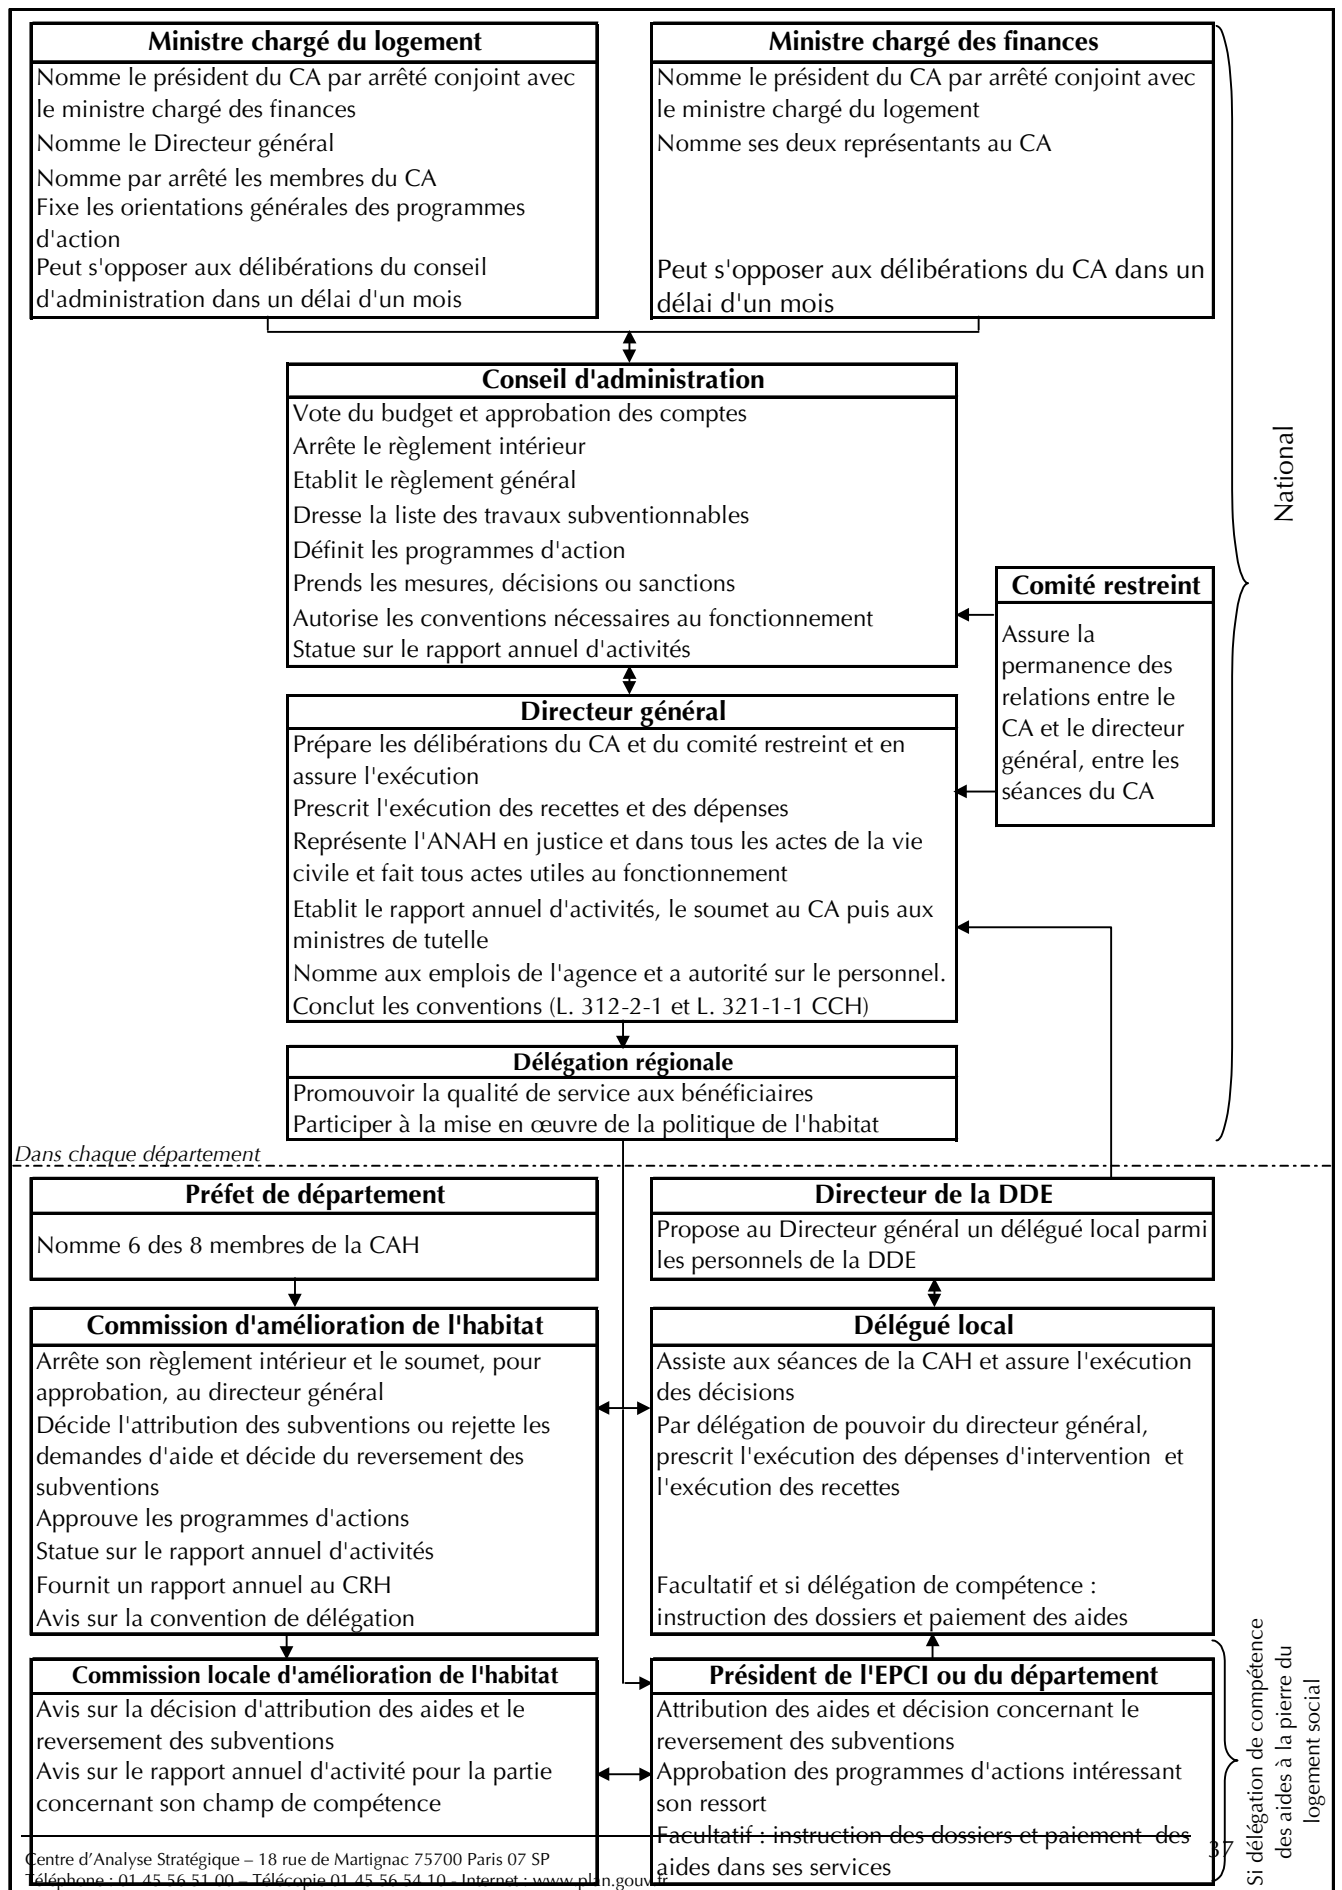 Ministre chargé du logement
Nomme le président du CA par arrêté conjoint avec
le ministre chargé des finances
Nomme le Directeur général
Nomme par arrêté les membres du CA
Fixe les orientations générales des programmes
d'action
Peut s'opposer aux délibérations du conseil
d'administration dans un délai d'un mois
Ministre chargé des finances
Nomme le président du CA par arrêté conjoint avec
le ministre chargé du logement
Nomme ses deux représentants au CA
Peut s'opposer aux délibérations du CA dans un
délai d'un mois
Conseil d'administration
Vote du budget et approbation des comptes
Arrête le règlement intérieur
Etablit le règlement général
Dresse la liste des travaux subventionnables
Définit les programmes d'action
Prends les mesures, décisions ou sanctions
Autorise les conventions nécessaires au fonctionnement
Statue sur le rapport annuel d'activités
National
Comité restreint
Assure la
permanence des
relations entre le
CA et le directeur
général, entre les
séances du CA
Directeur général
Prépare les délibérations du CA et du comité restreint et en
assure l'exécution
Prescrit l'exécution des recettes et des dépenses
Représente l'ANAH en justice et dans tous les actes de la vie
civile et fait tous actes utiles au fonctionnement
Etablit le rapport annuel d'activités, le soumet au CA puis aux
ministres de tutelle
Nomme aux emplois de l'agence et a autorité sur le personnel.
Conclut les conventions (L. 312-2-1 et L. 321-1-1 CCH)
Délégation régionale
Promouvoir la qualité de service aux bénéficiaires
Participer à la mise en œuvre de la politique de l'habitat
Dans chaque département
Préfet de département
Nomme 6 des 8 membres de la CAH
Directeur de la DDE
Propose au Directeur général un délégué local parmi
les personnels de la DDE
Commission d'amélioration de l'habitat
Arrête son règlement intérieur et le soumet, pour
approbation, au directeur général
Décide l'attribution des subventions ou rejette les
demandes d'aide et décide du reversement des
subventions
Approuve les programmes d'actions
Statue sur le rapport annuel d'activités
Fournit un rapport annuel au CRH
Avis sur la convention de délégation
Délégué local
Assiste aux séances de la CAH et assure l'exécution
des décisions
Par délégation de pouvoir du directeur général,
prescrit l'exécution des dépenses d'intervention et
l'exécution des recettes
Facultatif et si délégation de compétence :
instruction des dossiers et paiement des aides
Commission locale d'amélioration de l'habitat
Avis sur la décision d'attribution des aides et le
reversement des subventions
Avis sur le rapport annuel d'activité pour la partie
concernant son champ de compétence
Président de l'EPCI ou du département
Attribution des aides et décision concernant le
reversement des subventions
Approbation des programmes d'actions intéressant
son ressort
Facultatif : instruction des dossiers et paiement des
aides dans ses services
Si délégation de compétence
des aides à la pierre du
logement social
37
Centre d'Analyse Stratégique – 18 rue de Martignac 75700 Paris 07 SP
Téléphone : 01 45 56 51 00 – Télécopie 01 45 56 54 10 - Internet : www.plan.gouv.fr